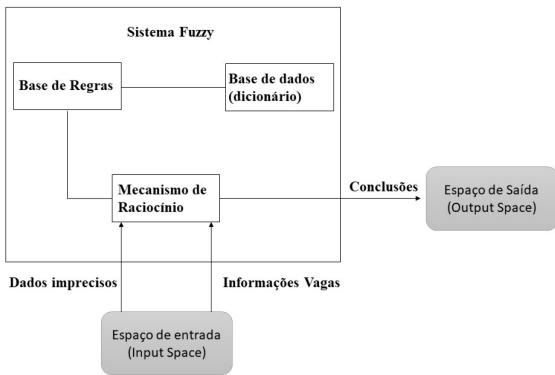 Sistema Fuzzy
Base de Regras
Base de dados
(dicionário)
Mecanismo de
Raciocínio
Conclusões
Espaço de Saída
(Output Space)
Dados imprecisos
Informações Vagas
Espaço de entrada
(Input Space)